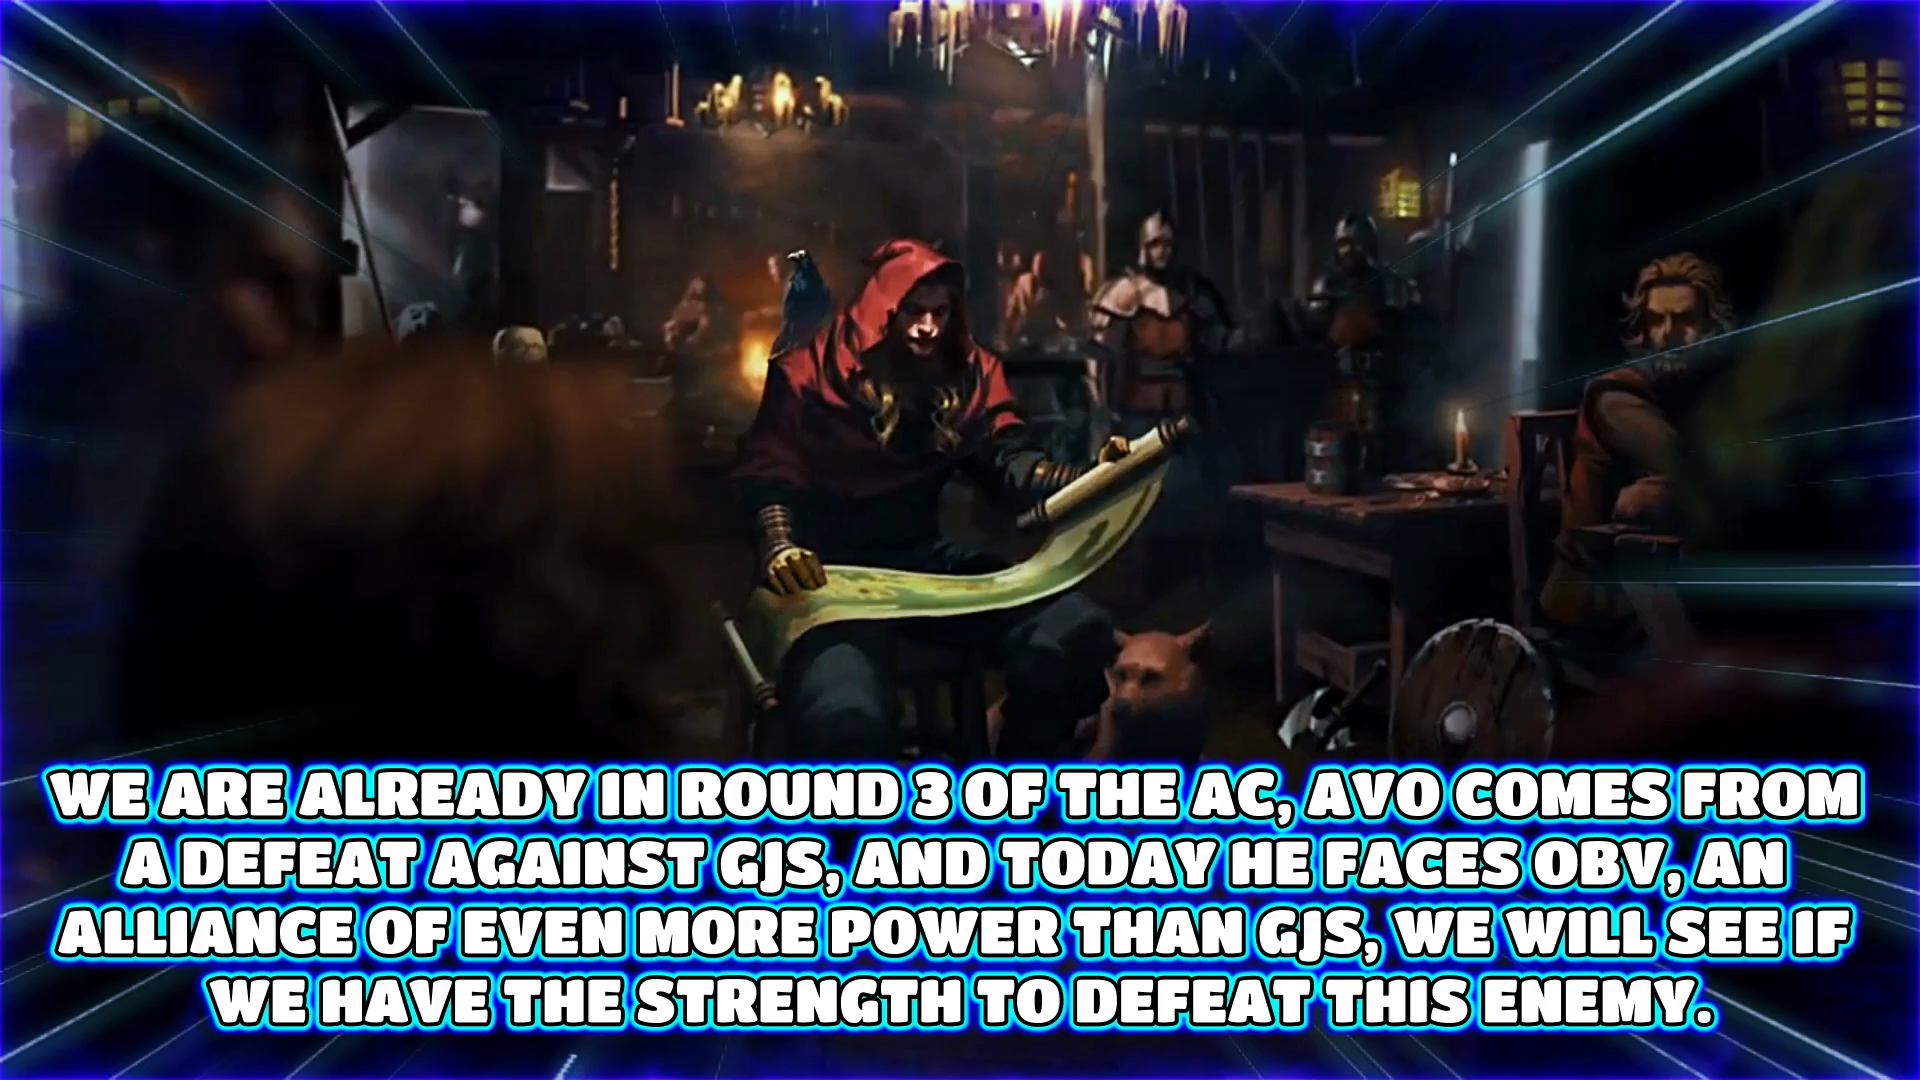 WE ARE ALREADY IN ROUND 3 OF THE AC, AVO COMES FROM
A DEFEAT AGAINST GJS, AND TODAY HE FACES OBV, AN
ALLIANCE OF EVEN MORE POWER THAN GJS, WE WILL SEE IF
WE HAVE THE STRENGTH TO DEFEAT THIS ENEMY.